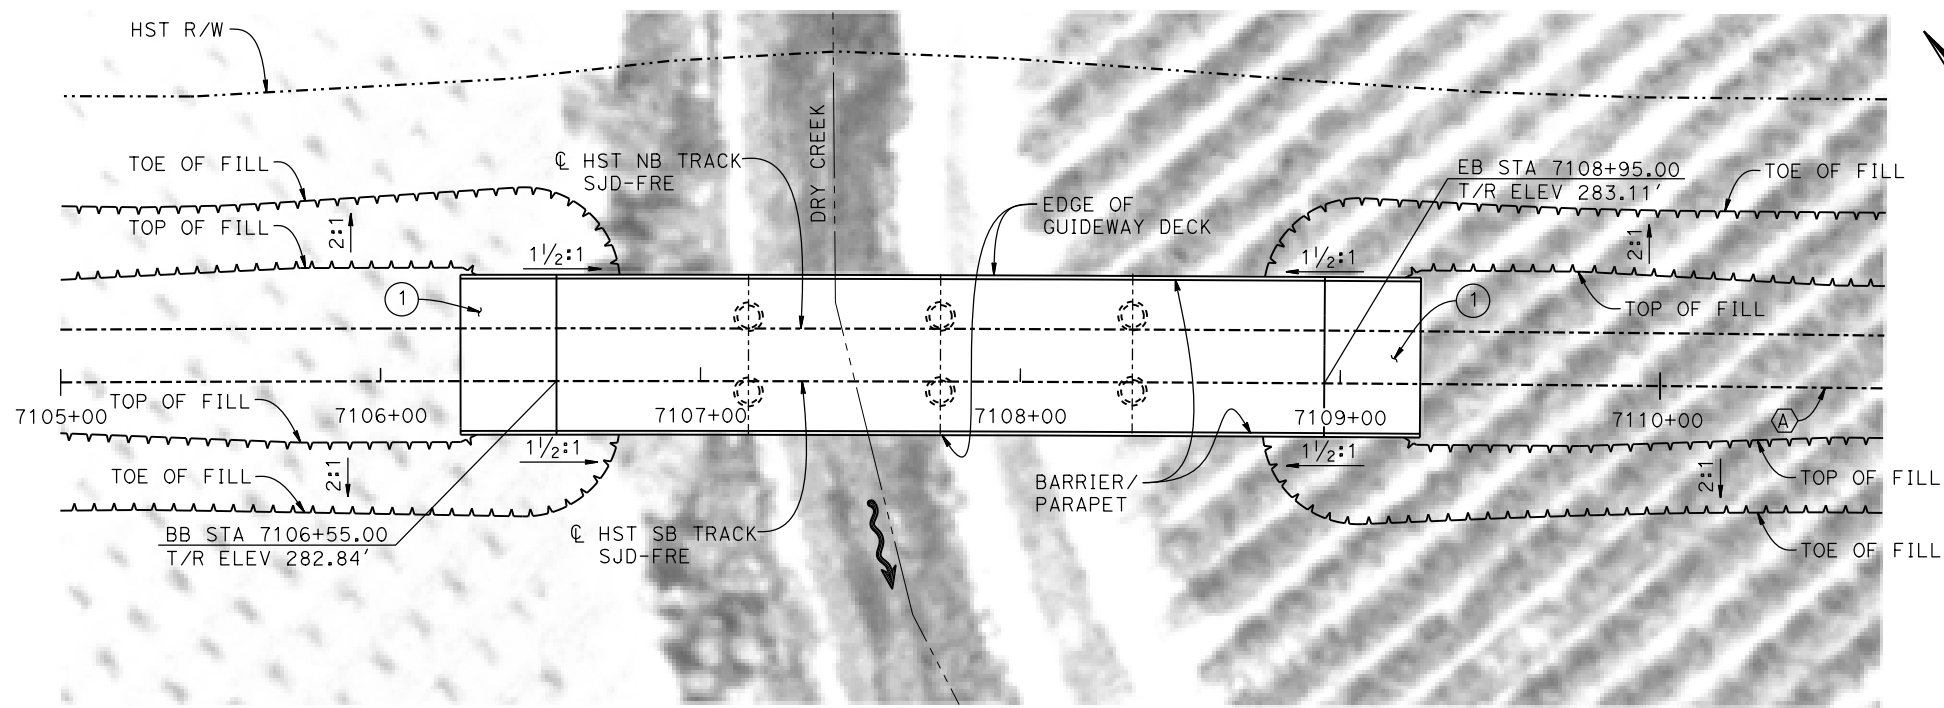 HST R/W
TOE OF FILL
TOP OF FILL
2:1
1½:1
℄ HST NB TRACK
SJD-FRE
DRY CREEK
EDGE OF
GUIDEWAY DECK
EB STA 7108+95.00
T/R ELEV 283.11'
TOE OF FILL
2:1
1½:1
TOP OF FILL
1
1
7105+00
TOP OF FILL
7106+00
7107+00
7108+00
7109+00
7110+00
A
TOE OF FILL
2:1
1½:1
BB STA 7106+55.00
T/R ELEV 282.84'
℄ HST SB TRACK
SJD-FRE
BARRIER/
PARAPET
1½:1
2:1
TOP OF FILL
TOE OF FILL